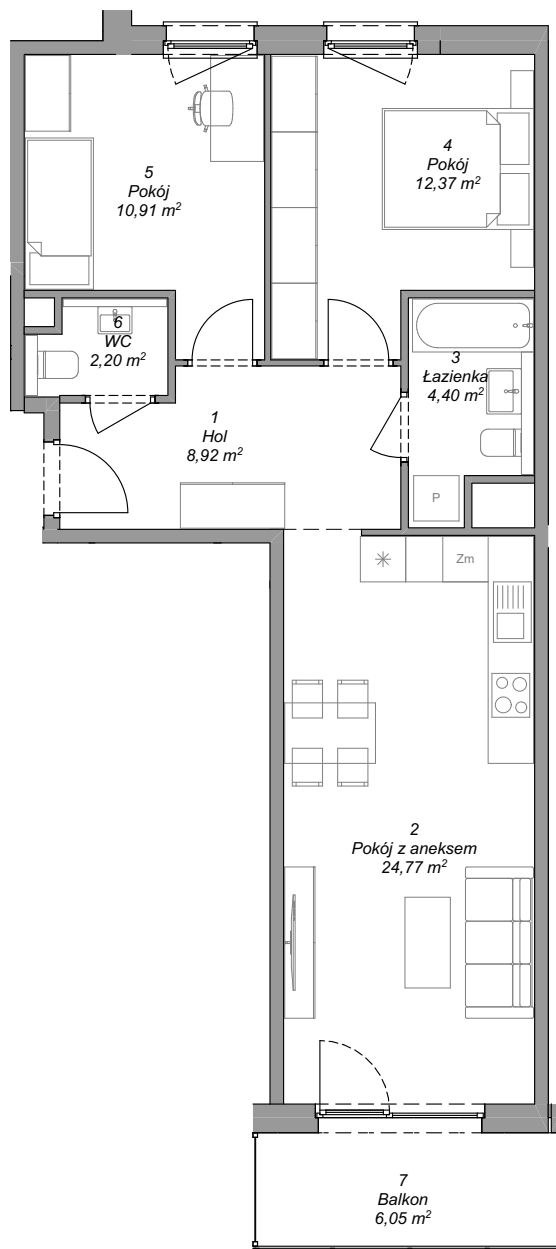 5
Pokój
10,91 m²
4
Pokój
12,37 m²
6
WC
2,20 m²
3
Łazienka
4,40 m²
1
Hol
8,92 m²
P
Zm
2
Pokój z aneksem
24,77 m²
7
Balkon
6,05 m²